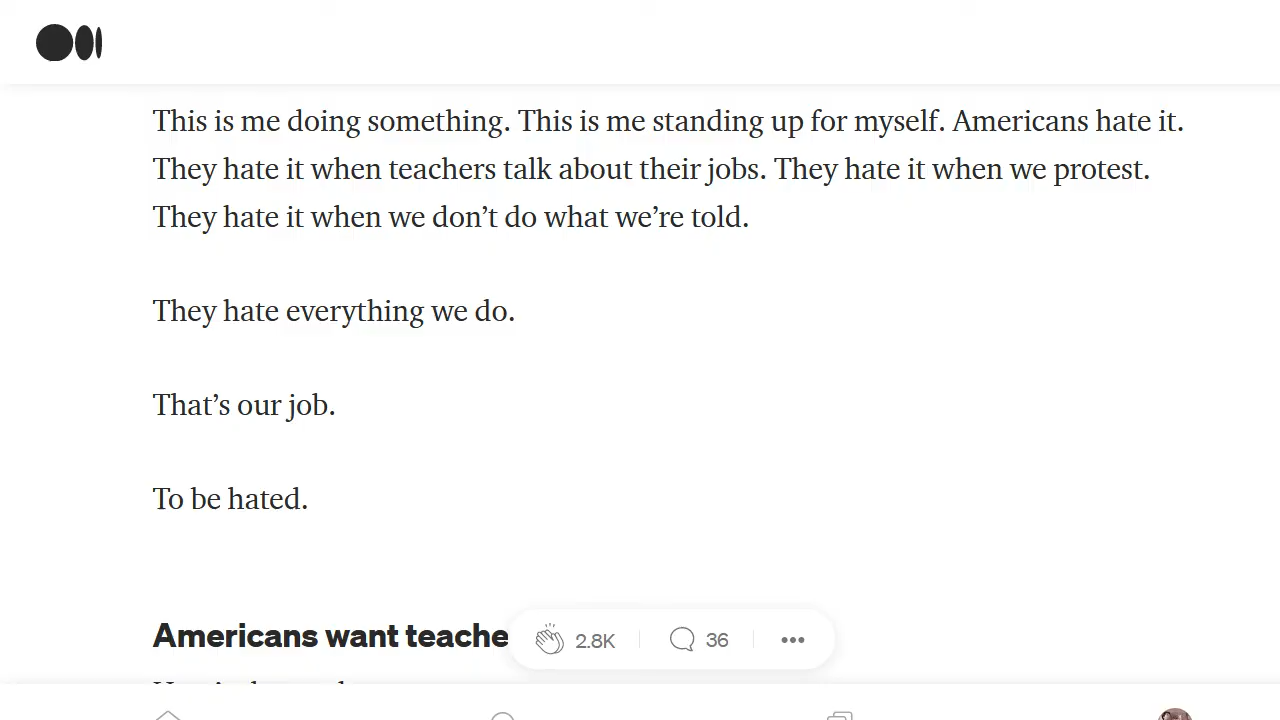 This is me doing something. This is me standing up for myself. Americans hate it.
They hate it when teachers talk about their jobs. They hate it when we protest.
They hate it when we don’t do what we’re told.
They hate everything we do.
That’s our job.
To be hated.
Americans want
2.8K
36